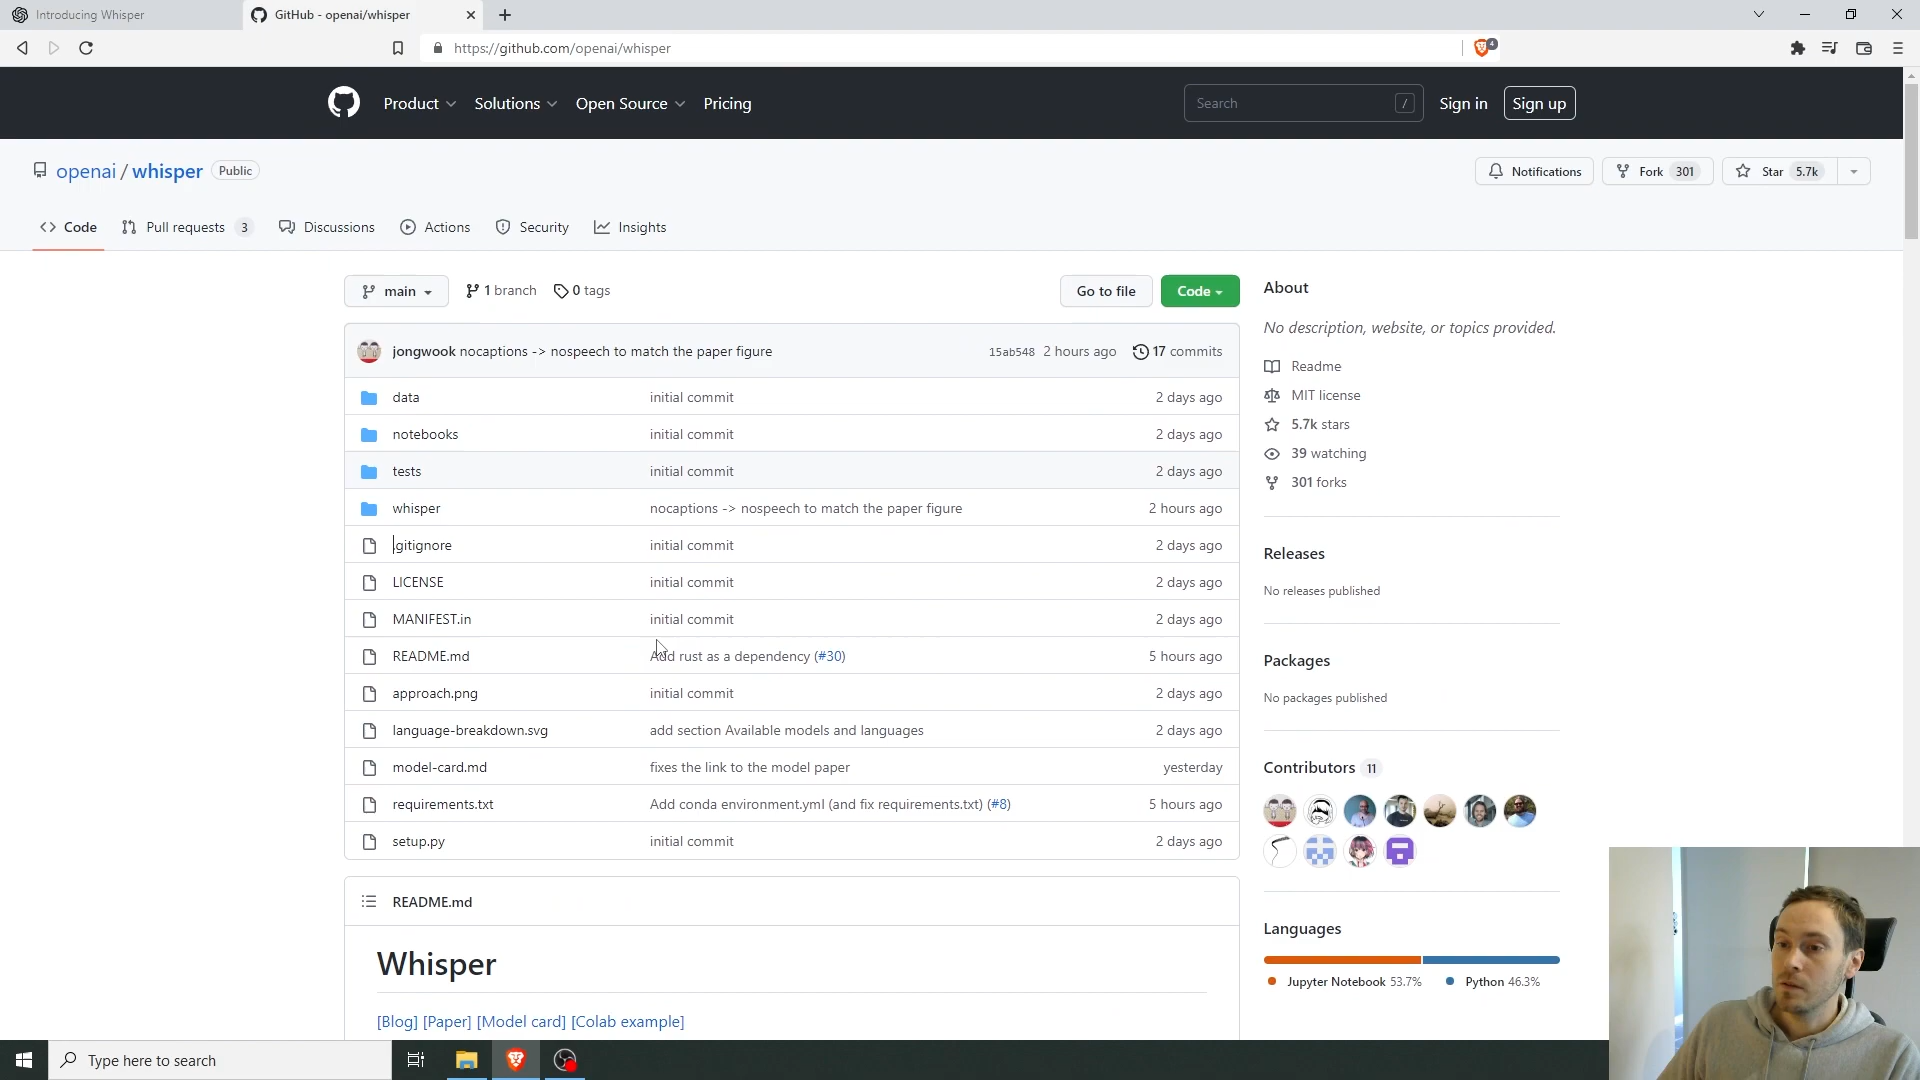 Introducing Whisper
GitHub - openai/whisper
https://github.com/openai/whisper
4
Product
Solutions
Open Source
Pricing
Search
/
Sign in
Sign up
openai / whisper
Public
Notifications
Fork 301
Star 5.7k
Code
Pull requests 3
Discussions
Actions
Security
Insights
main
1 branch
0 tags
Go to file
Code
About
No description, website, or topics provided.
Readme
MIT license
5.7k stars
39 watching
301 forks
jongwook nocaptions -> nospeech to match the paper figure 15ab548 2 hours ago 17 commits
data initial commit 2 days ago
notebooks initial commit 2 days ago
tests initial commit 2 days ago
whisper nocaptions -> nospeech to match the paper figure 2 hours ago
.gitignore initial commit 2 days ago
LICENSE initial commit 2 days ago
MANIFEST.in initial commit 2 days ago
README.md Add rust as a dependency (#30) 5 hours ago
approach.png initial commit 2 days ago
language-breakdown.svg add section Available models and languages 2 days ago
model-card.md fixes the link to the model paper yesterday
requirements.txt Add conda environment.yml (and fix requirements.txt) (#8) 5 hours ago
setup.py initial commit 2 days ago
Releases
No releases published
Packages
No packages published
Contributors 11
Languages
Jupyter Notebook 53.7%
Python 46.3%
README.md
Whisper
[Blog] [Paper] [Model card] [Colab example]
Type here to search